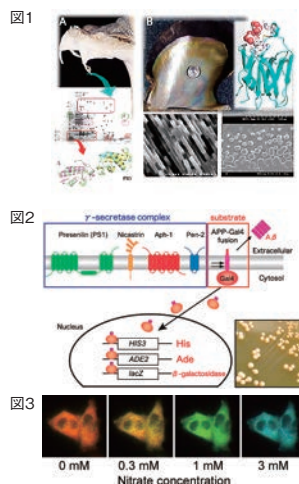 図1
A
B
図2
γ-secretase complex
substrate
Presenilin (PS1)
Nicastrin
Aph-1
Pen-2
APP-Gal4
fusion
Aβ
Extracellular
Gal4
Cytosol
Nucleus
HIS3
His
ADE2
Ade
lacZ
β-galactosidase
図3
0 mM
0.3 mM
1 mM
3 mM
Nitrate concentration